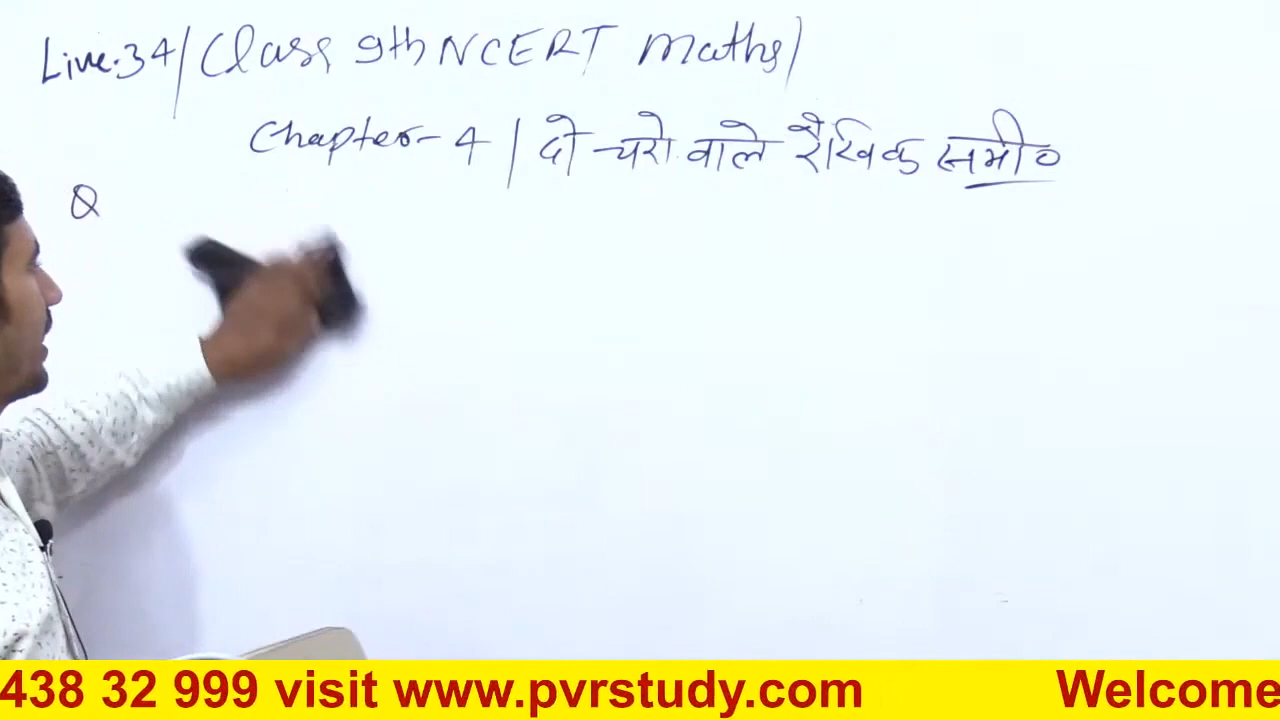 Live.34/Class 9th NCERT Maths/
Chapter-4/दो चरो वाले रैखिक समी०
Q
438 32 999 visit www.pvrstudy.com Welcome